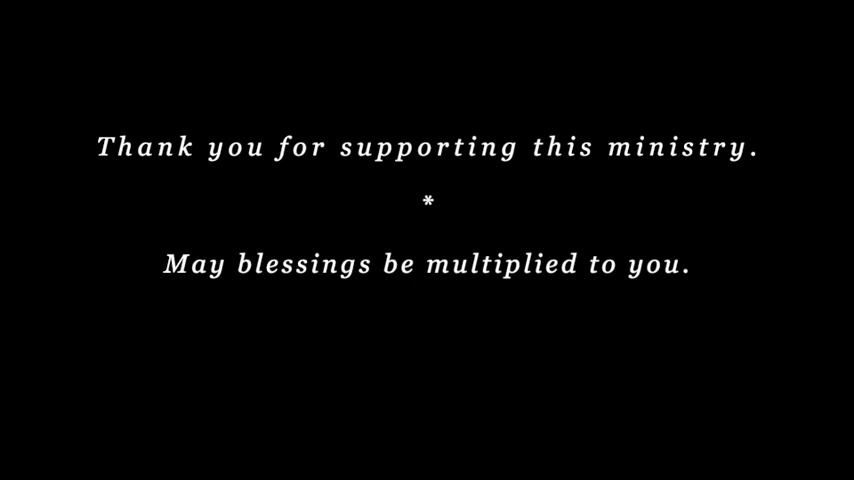 Thank you for supporting this ministry.
*
May blessings be multiplied to you.